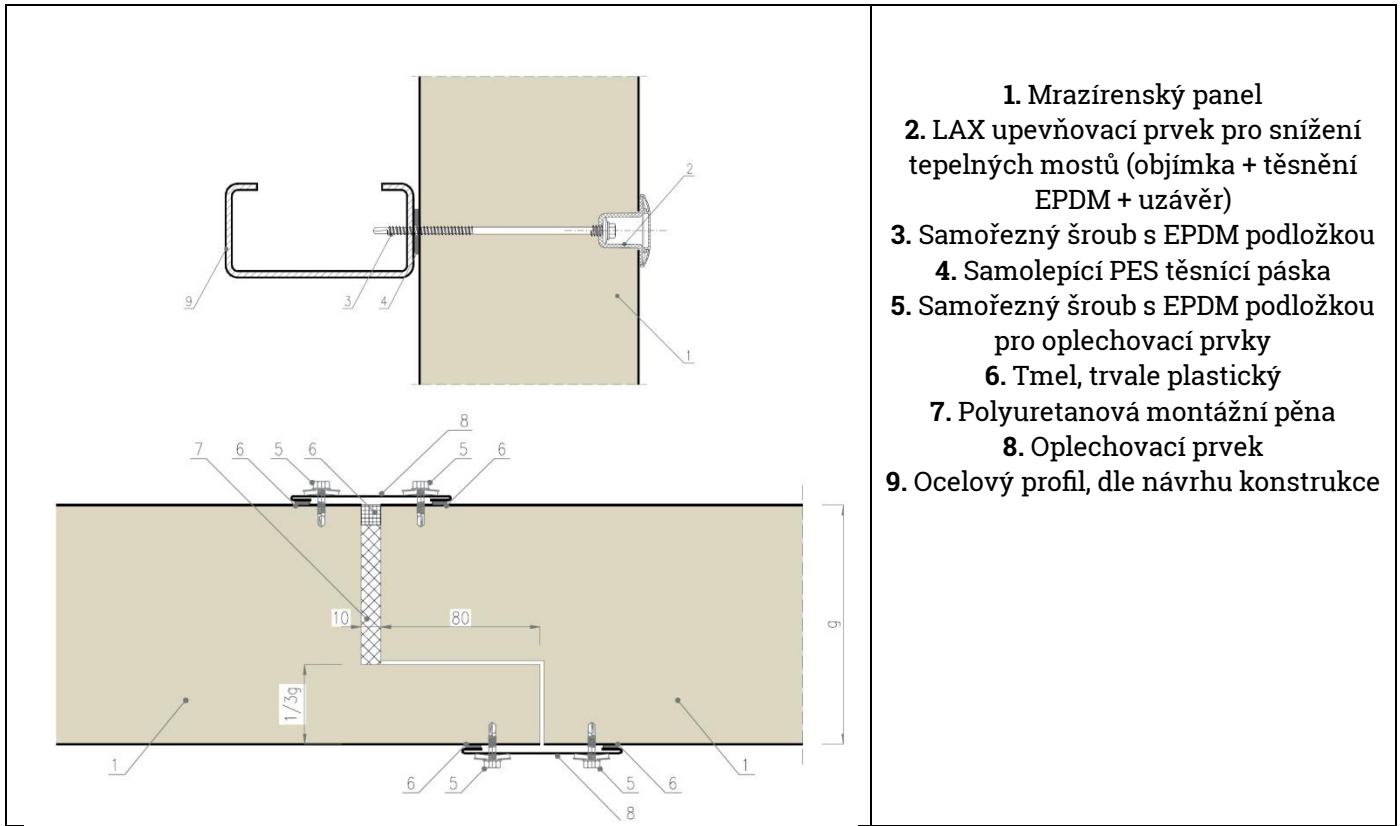 2
9
3
4
1
8
7
6
5
6
5
6
10
80
g
1/3g
1
1
6
5
5
6
8
1. Mrazírenský panel
2. LAX upevňovací prvek pro snížení
tepelných mostů (objímka + těsnění
EPDM + uzávěr)
3. Samořezný šroub s EPDM podložkou
4. Samolepící PES těsnící páska
5. Samořezný šroub s EPDM podložkou
pro oplechovací prvky
6. Tmel, trvale plastický
7. Polyuretanová montážní pěna
8. Oplechovací prvek
9. Ocelový profil, dle návrhu konstrukce